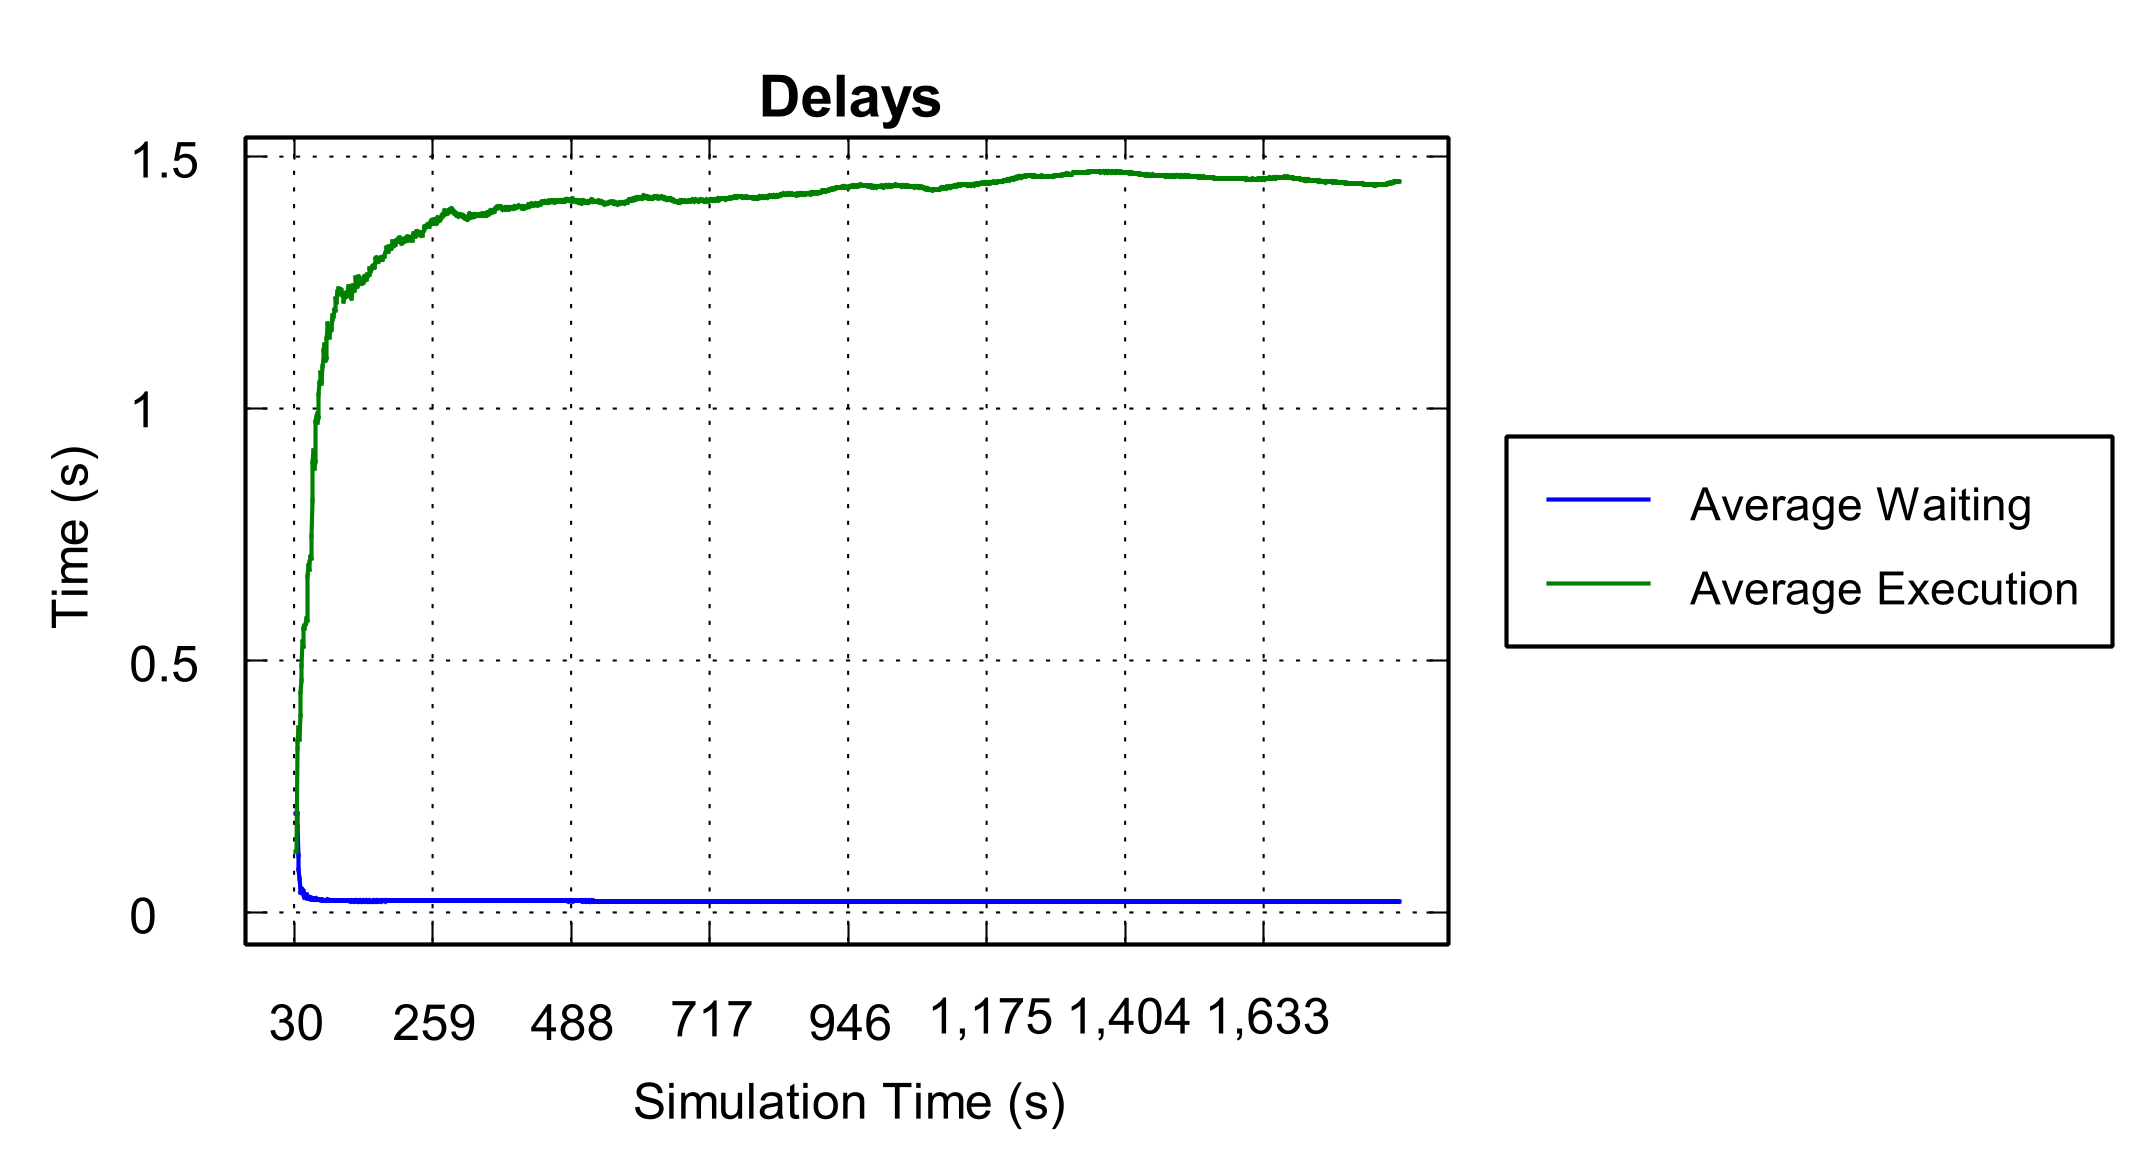 Delays
1.5
1
0.5
0
Time (s)
30 259 488 717 946 1,175 1,404 1,633
Simulation Time (s)
Average Waiting
Average Execution